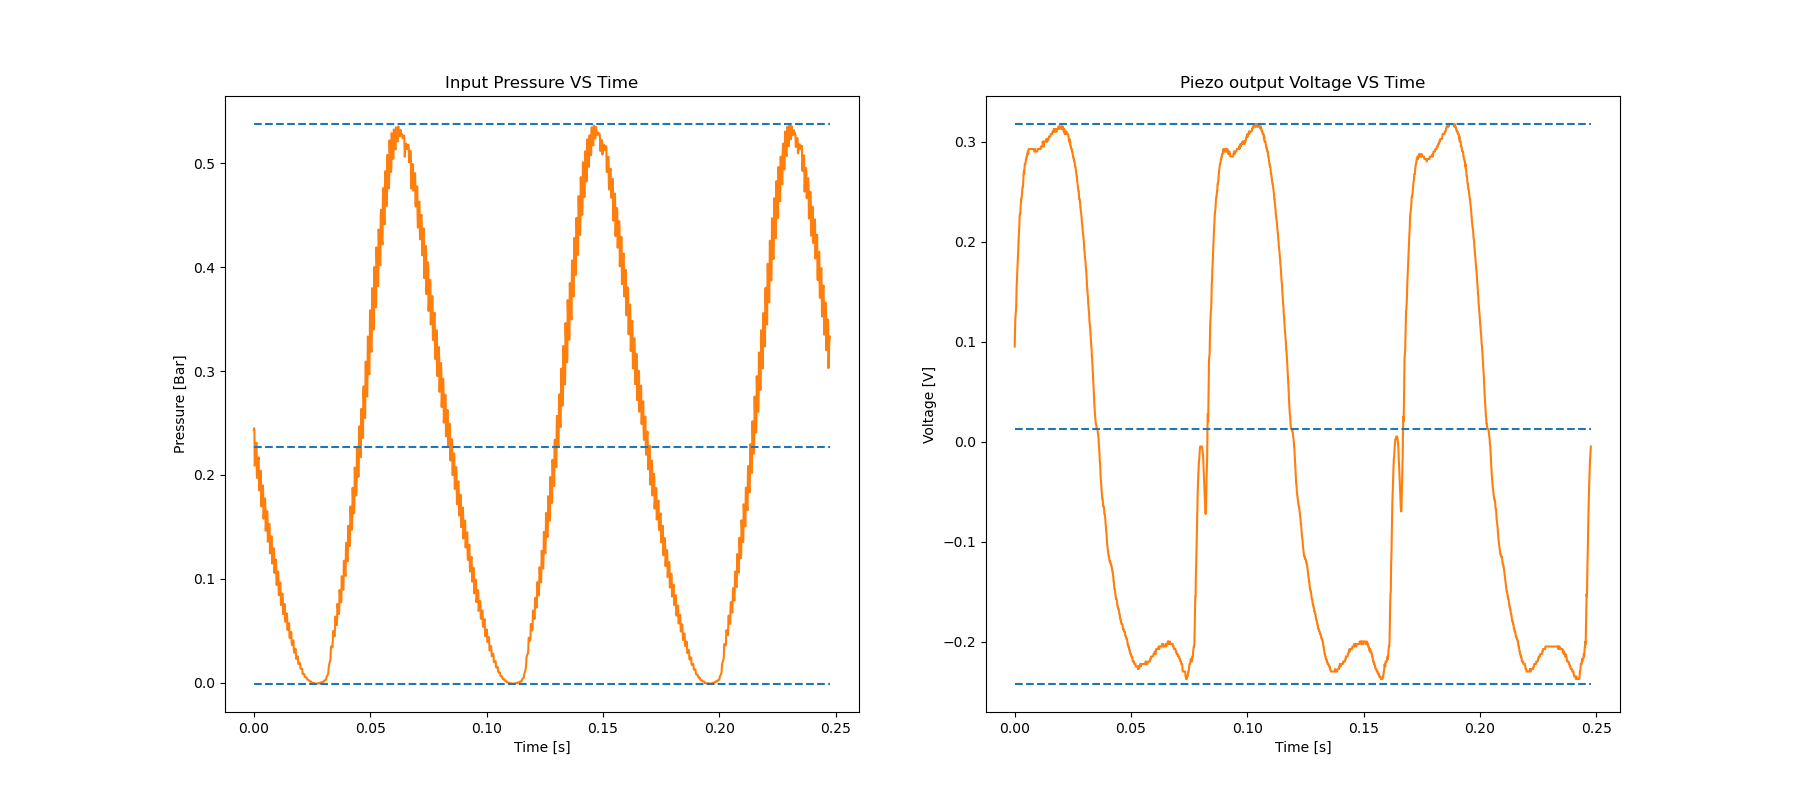 Input Pressure VS Time
Pressure [Bar]
0.5
0.4
0.3
0.2
0.1
0.0
0.00 0.05 0.10 0.15 0.20 0.25
Time [s]
Piezo output Voltage VS Time
Voltage [V]
0.3
0.2
0.1
0.0
−0.1
−0.2
0.00 0.05 0.10 0.15 0.20 0.25
Time [s]